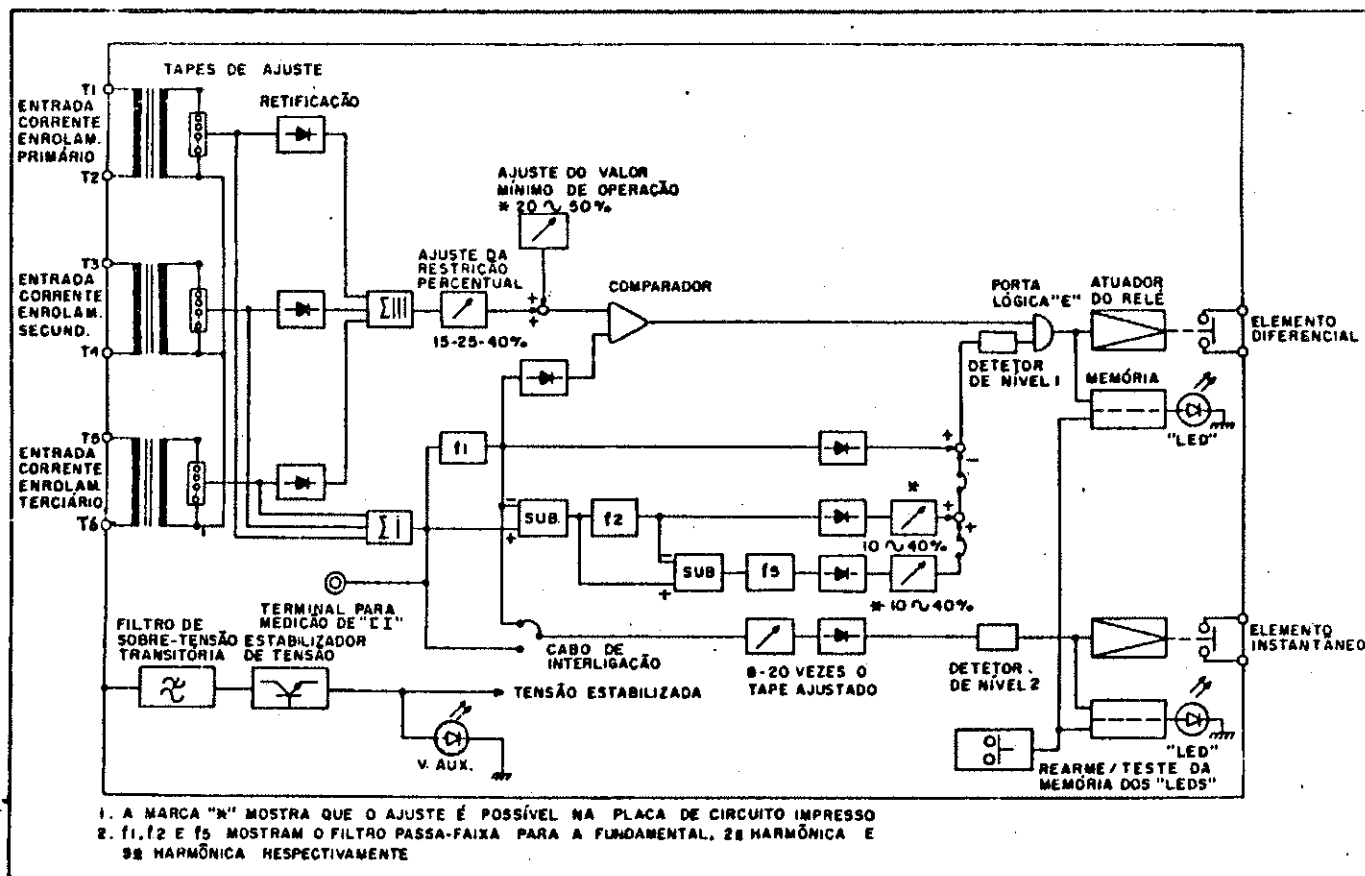 TAPES DE AJUSTE
T1
ENTRADA
CORRENTE
ENROLAM.
PRIMÁRIO
T2
RETIFICAÇÃO
AJUSTE DO VALOR
MÍNIMO DE OPERAÇÃO
* 20 ∿ 50%
T3
ENTRADA
CORRENTE
ENROLAM.
SECUND.
T4
ΣIII
AJUSTE DA
RESTRIÇÃO
PERCENTUAL
15-25-40%
+
+
COMPARADOR
PORTA
LÓGICA "E"
ATUADOR
DO RELÉ
ELEMENTO
DIFERENCIAL
DETETOR
DE NÍVEL 1
MEMÓRIA
"LED"
T5
ENTRADA
CORRENTE
ENROLAM.
TERCIÁRIO
T6
Σi
f1
+
-
-
SUB.
+
f2
*
10 ∿ 40%
+
+
-
SUB
+
f5
* 10 ∿ 40%
TERMINAL PARA
MEDIÇÃO DE "ΣI"
CABO DE
INTERLIGAÇÃO
8-20 VEZES O
TAPE AJUSTADO
DETETOR.
DE NÍVEL 2
ELEMENTO
INSTANTÂNEO
"LED"
REARME/TESTE DA
MEMÓRIA DOS "LEDS"
FILTRO DE
SOBRE-TENSÃO
TRANSITÓRIA
ESTABILIZADOR
DE TENSÃO
TENSÃO ESTABILIZADA
V. AUX.
1. A MARCA "*" MOSTRA QUE O AJUSTE É POSSÍVEL NA PLACA DE CIRCUITO IMPRESSO
2. f1, f2 E f5 MOSTRAM O FILTRO PASSA-FAIXA PARA A FUNDAMENTAL, 2ª HARMÔNICA E
5ª HARMÔNICA RESPECTIVAMENTE